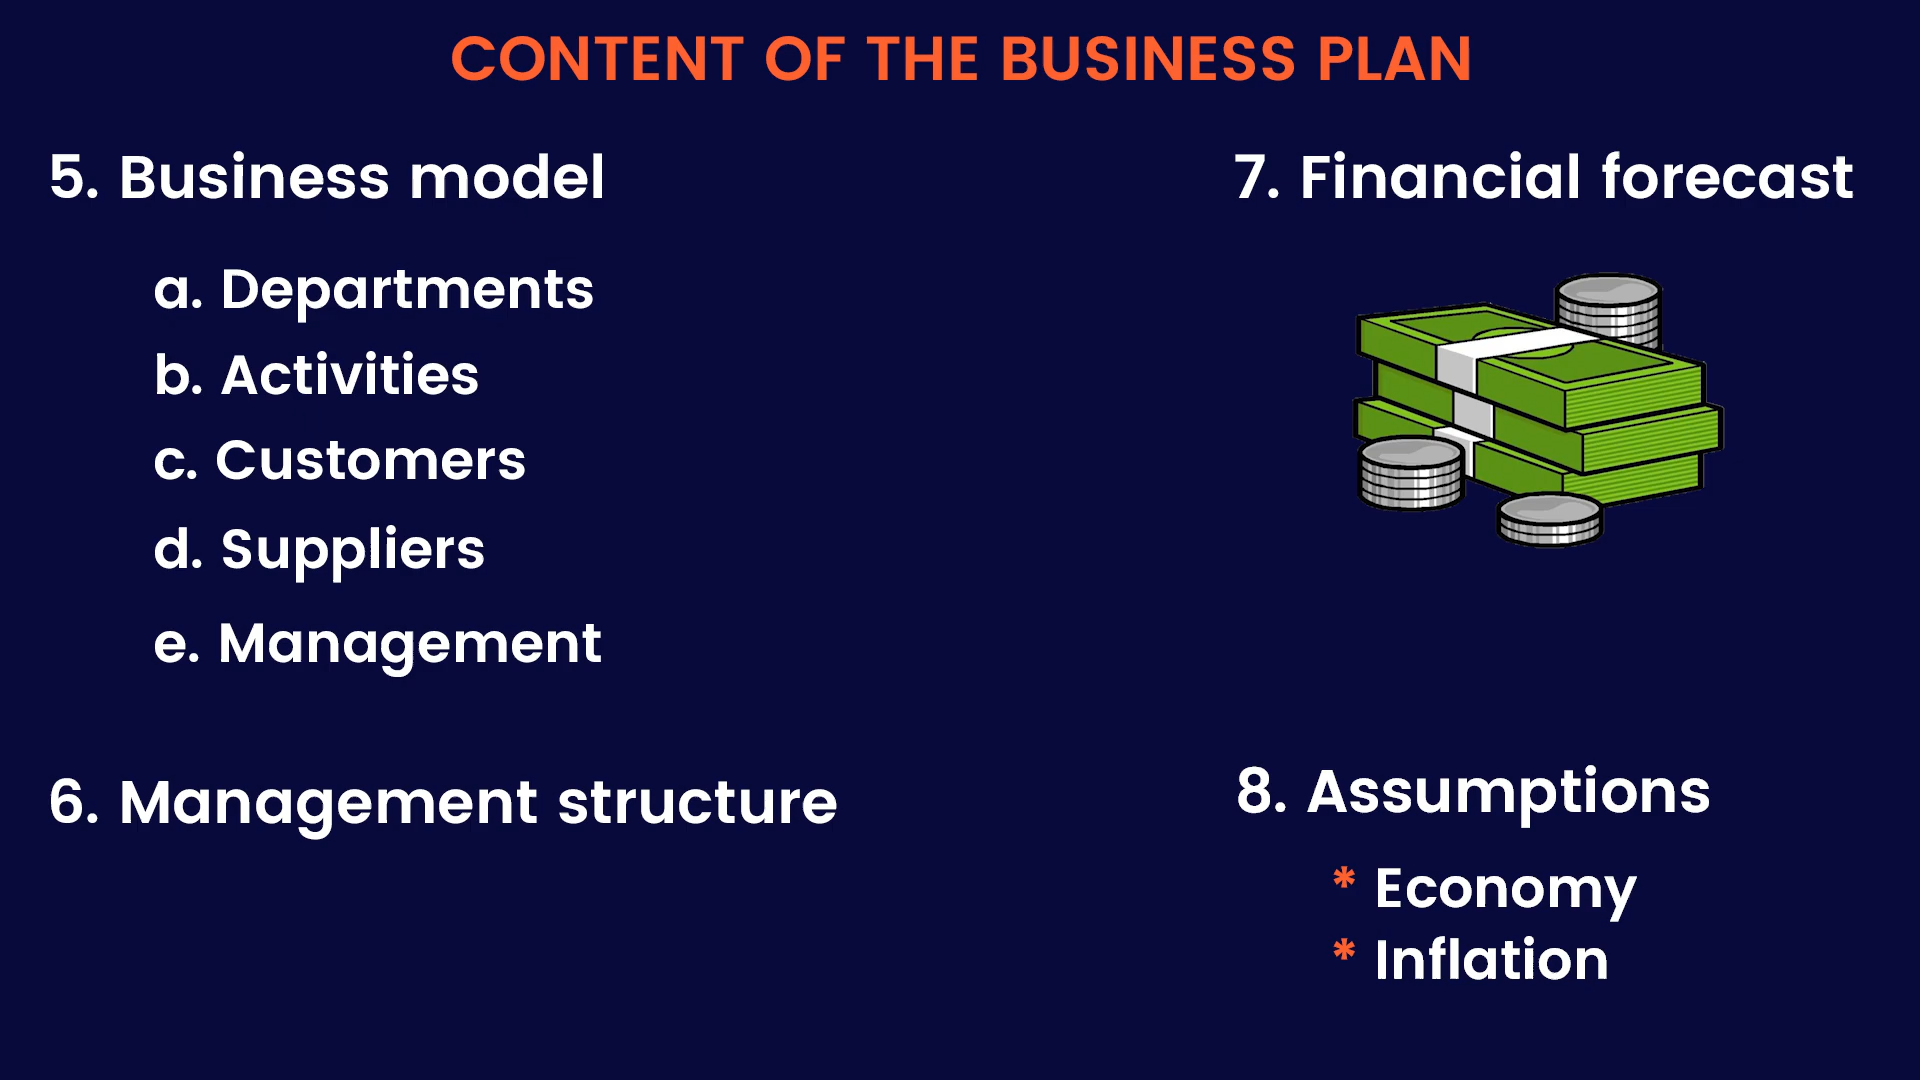 CONTENT OF THE BUSINESS PLAN
5. Business model
a. Departments
b. Activities
c. Customers
d. Suppliers
e. Management
6. Management structure
7. Financial forecast
8. Assumptions
* Economy
* Inflation